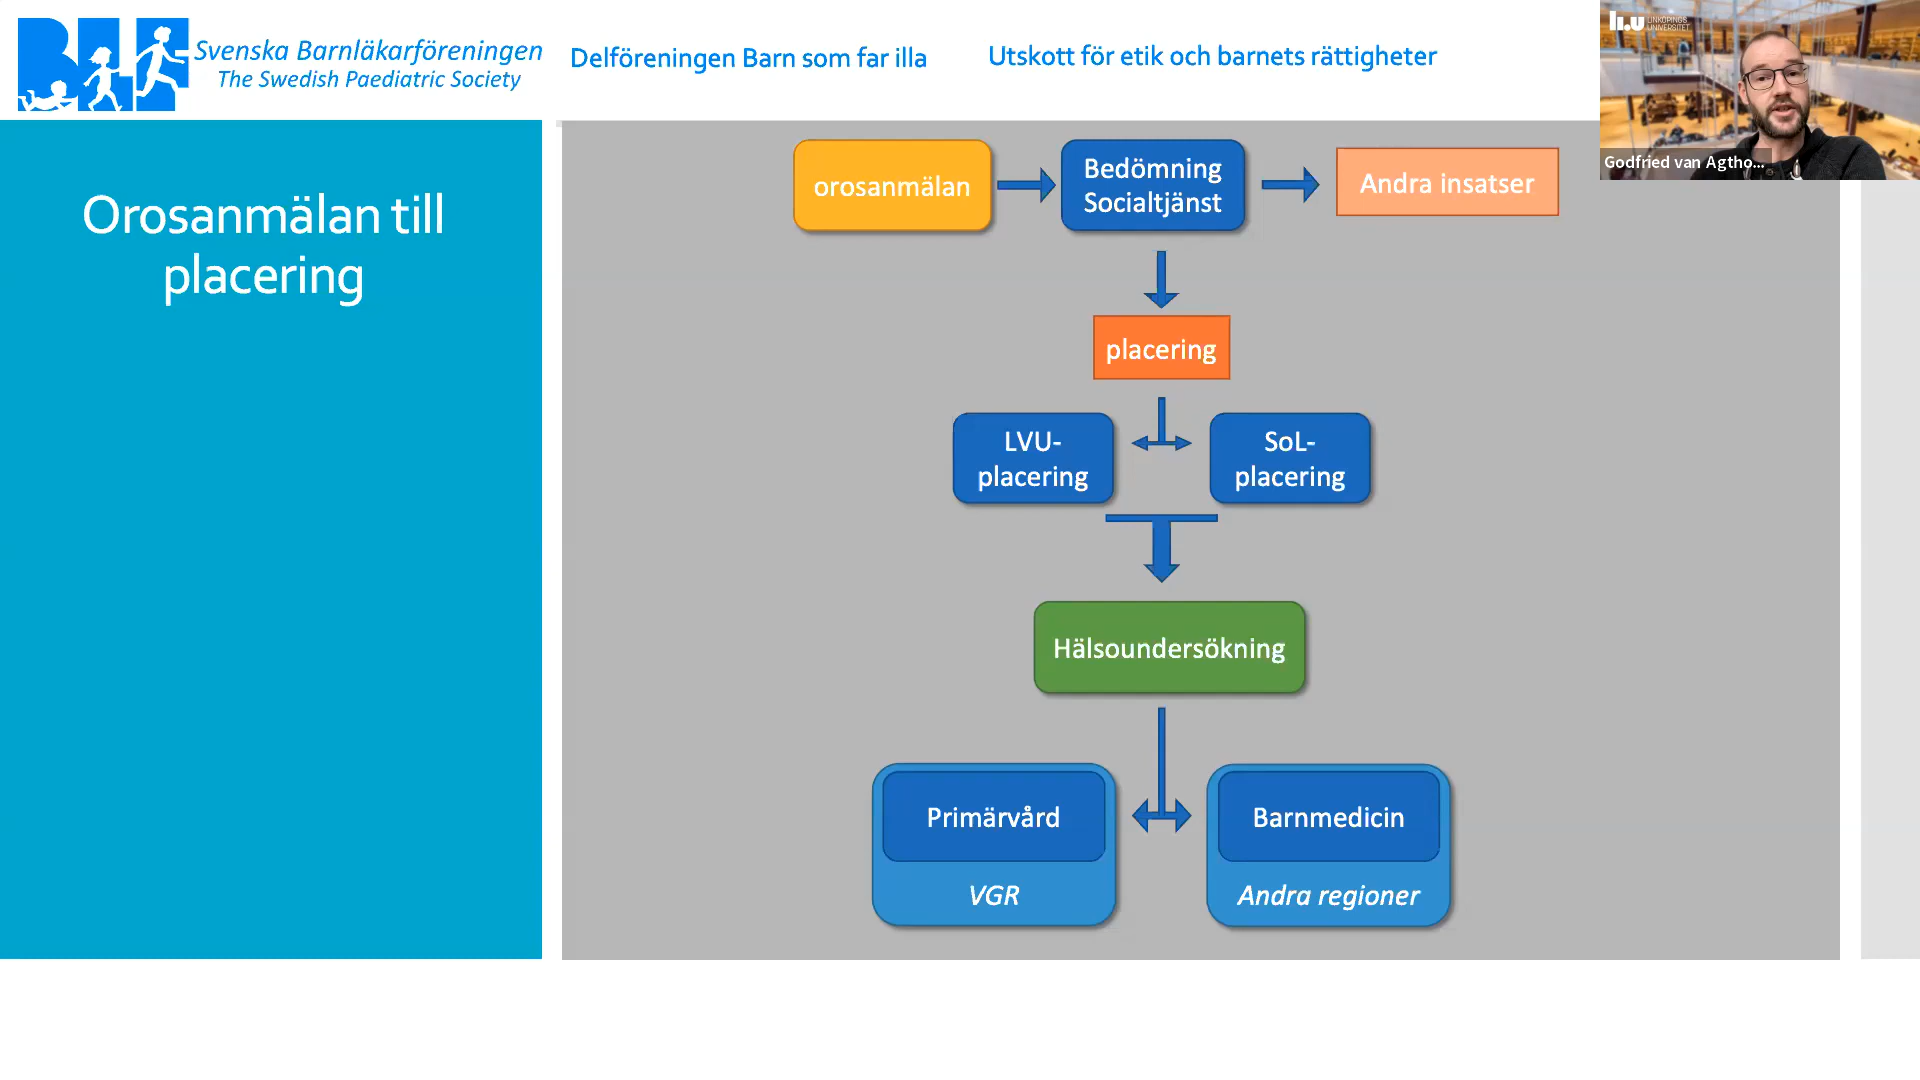 Svenska Barnläkarföreningen
The Swedish Paediatric Society
Delföreningen Barn som far illa
Utskott för etik och barnets rättigheter
LINKÖPINGS
UNIVERSITET
Godfried van Agtho...
Orosanmälan till
placering
orosanmälan
Bedömning
Socialtjänst
Andra insatser
placering
LVU-
placering
SoL-
placering
Hälsoundersökning
Primärvård
VGR
Barnmedicin
Andra regioner